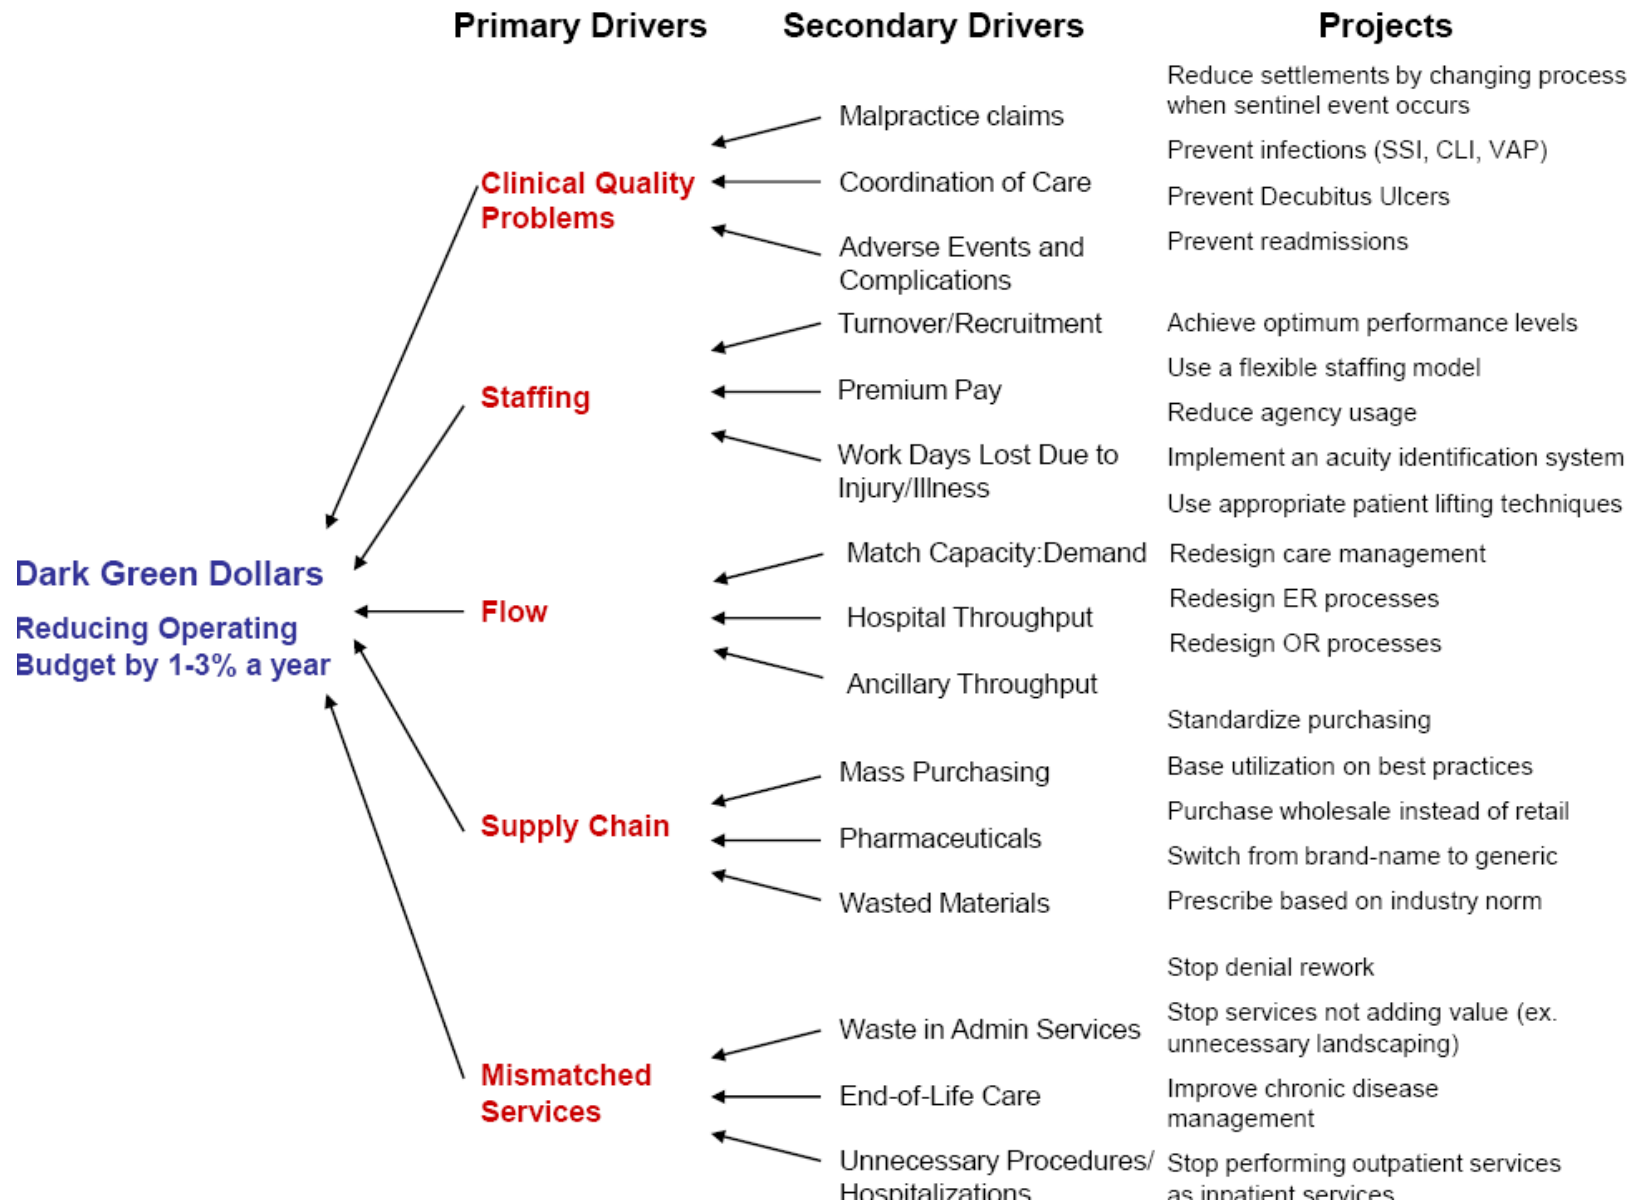 Primary Drivers
Secondary Drivers
Projects
Dark Green Dollars
Reducing Operating
Budget by 1-3% a year
Clinical Quality
Problems
Malpractice claims
Coordination of Care
Adverse Events and
Complications
Reduce settlements by changing process
when sentinel event occurs
Prevent infections (SSI, CLI, VAP)
Prevent Decubitus Ulcers
Prevent readmissions
Staffing
Turnover/Recruitment
Premium Pay
Work Days Lost Due to
Injury/Illness
Achieve optimum performance levels
Use a flexible staffing model
Reduce agency usage
Implement an acuity identification system
Use appropriate patient lifting techniques
Flow
Match Capacity:Demand
Hospital Throughput
Ancillary Throughput
Redesign care management
Redesign ER processes
Redesign OR processes
Supply Chain
Mass Purchasing
Pharmaceuticals
Wasted Materials
Standardize purchasing
Base utilization on best practices
Purchase wholesale instead of retail
Switch from brand-name to generic
Prescribe based on industry norm
Mismatched
Services
Waste in Admin Services
End-of-Life Care
Unnecessary Procedures/
Hospitalizations
Stop denial rework
Stop services not adding value (ex.
unnecessary landscaping)
Improve chronic disease
management
Stop performing outpatient services
as inpatient services